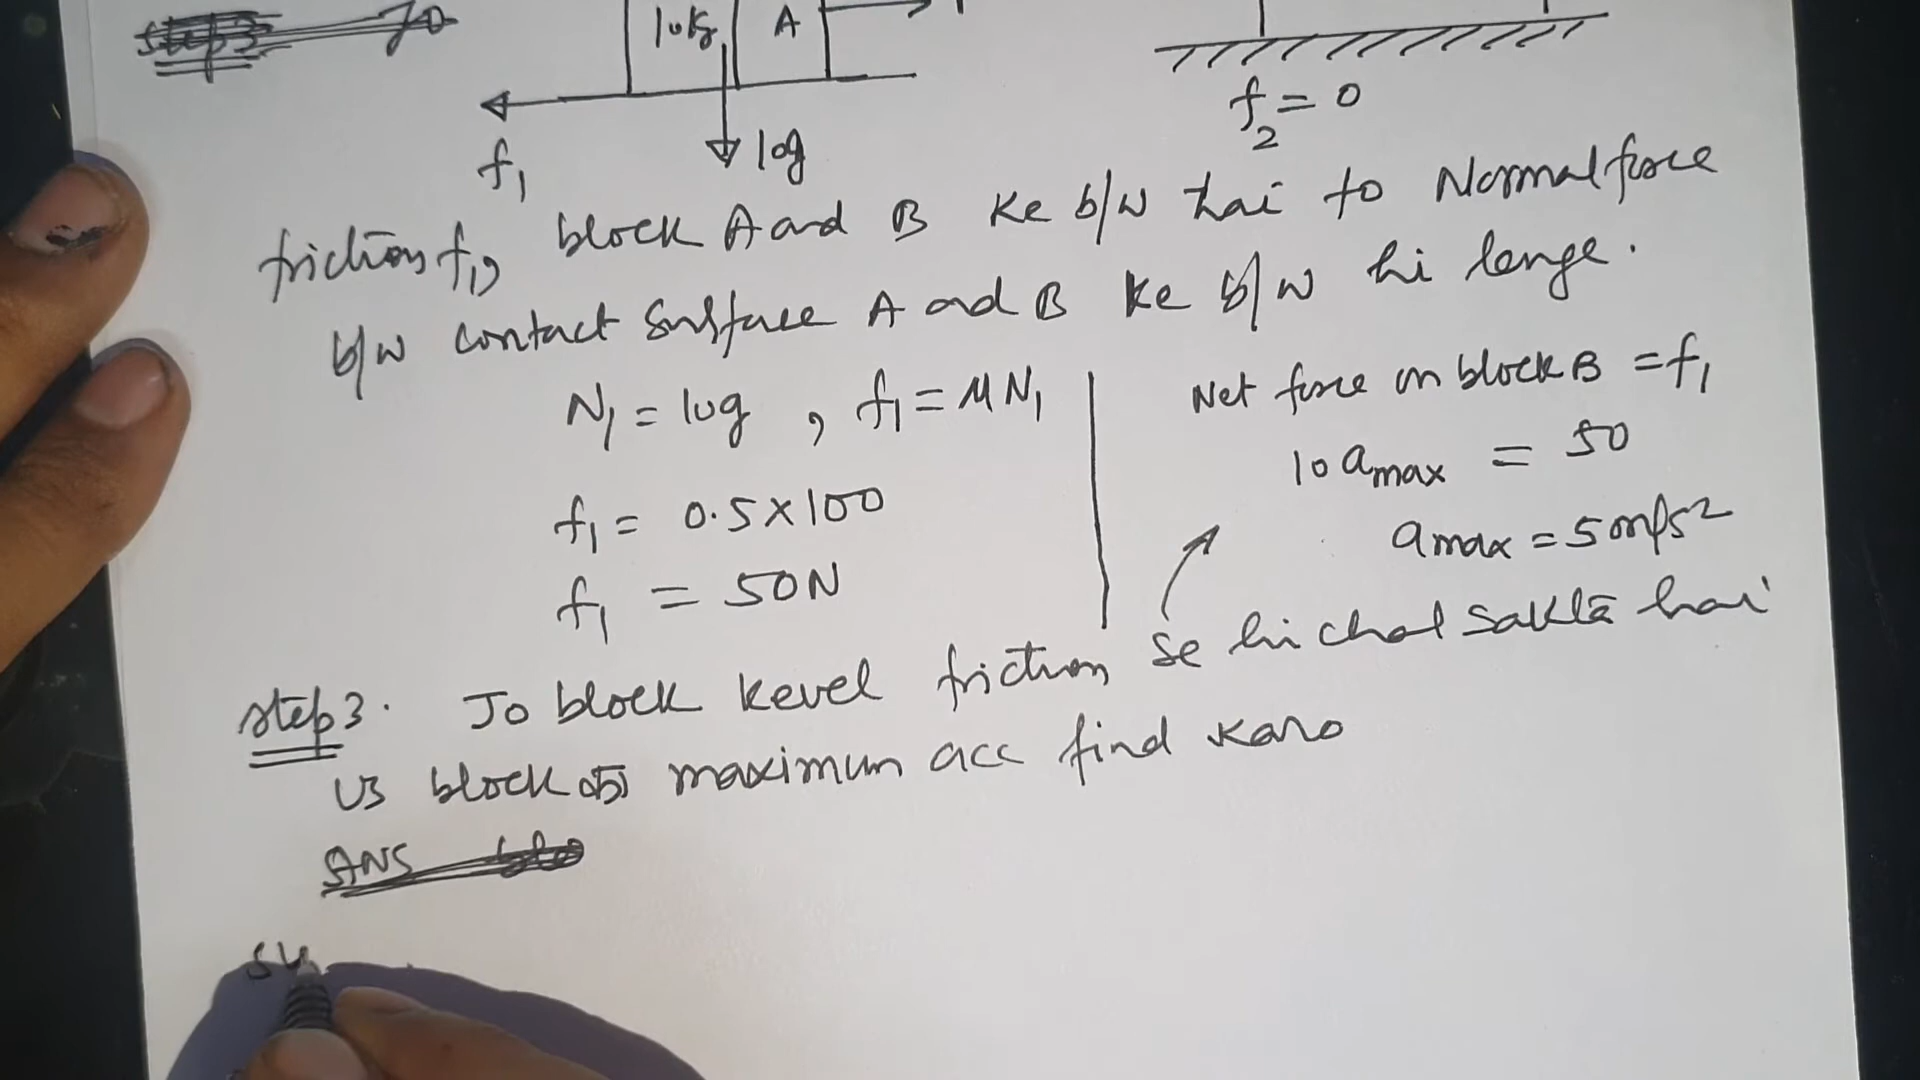 10kg A
f₁
10g
f₂ = 0
friction f₁, block A and B ke b/w hai to Normal force
b/w contact surface A and B ke b/w hi lenge.
N₁ = 10g , f₁ = μN₁
f₁ = 0.5×100
f₁ = 50N
Net force on block B = f₁
10 amax = 50
amax = 5m/s²
step 3. Jo block kevel friction se hi chal saktā hai
us block का maximum acc find karo